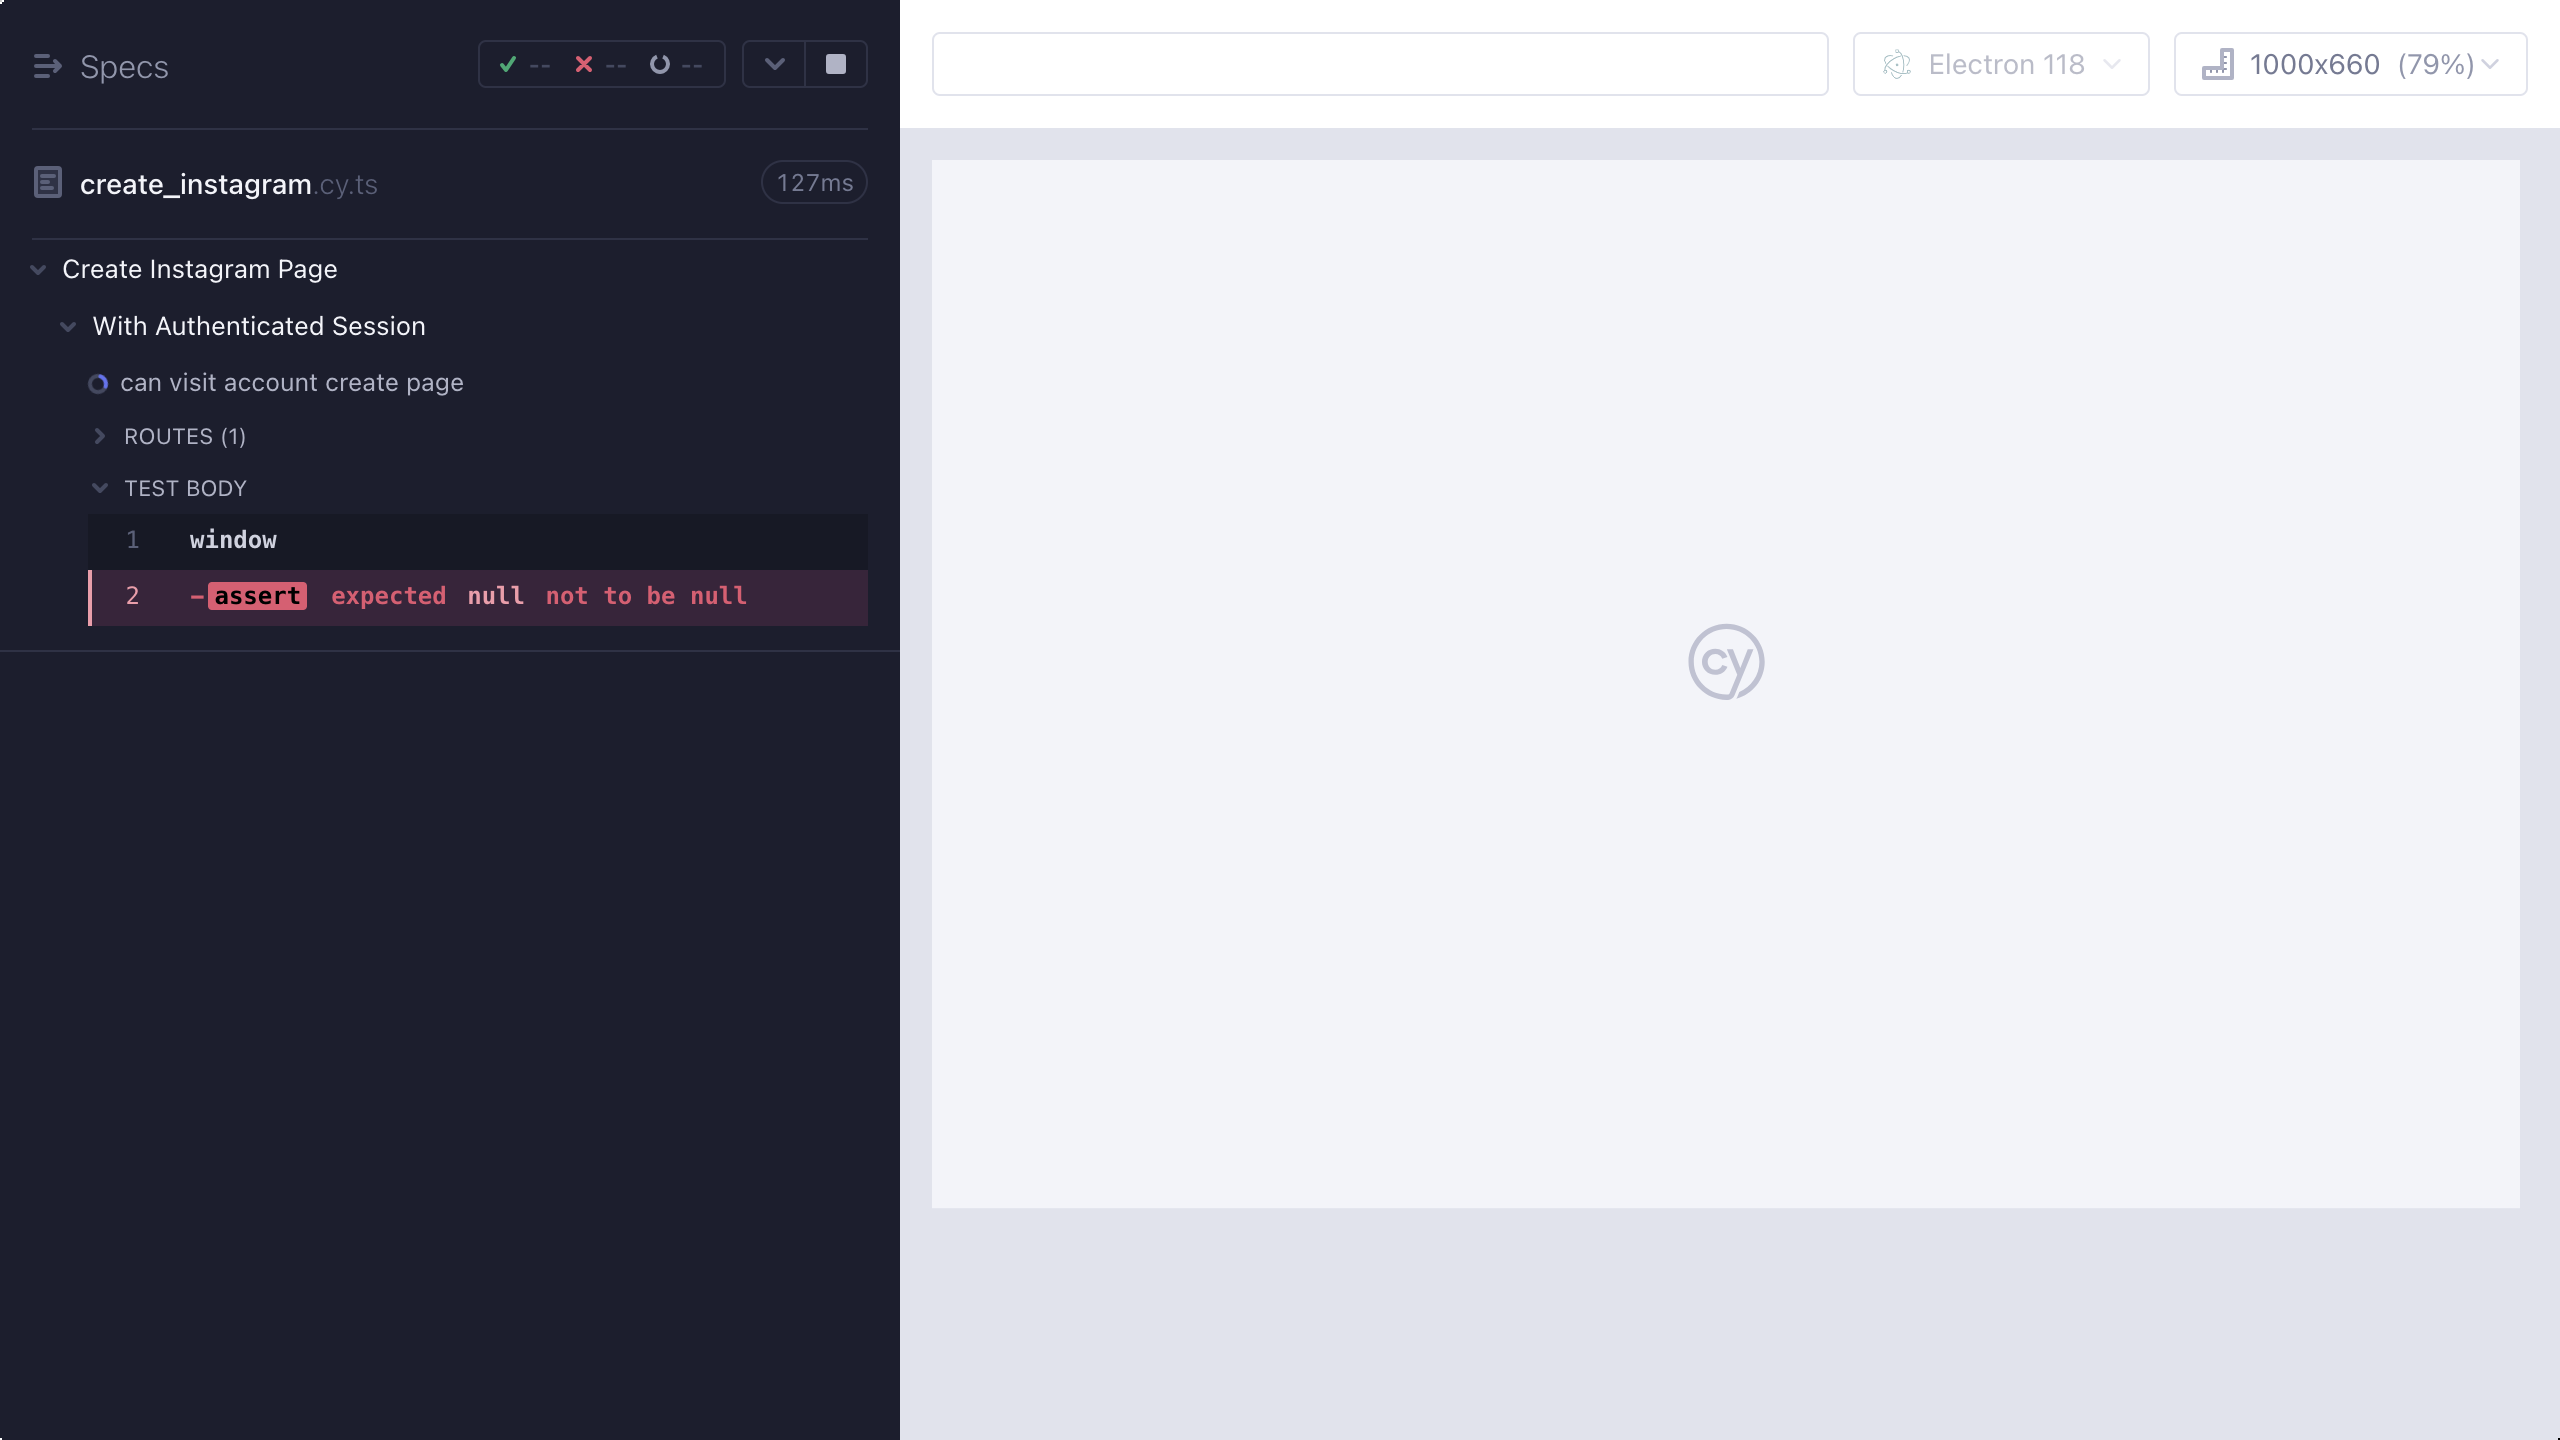 Specs -- -- --
create_instagram.cy.ts 127ms
Create Instagram Page
With Authenticated Session
can visit account create page
ROUTES (1)
TEST BODY
1 window
2 -assert expected null not to be null
Electron 118 1000x660 (79%)
cy